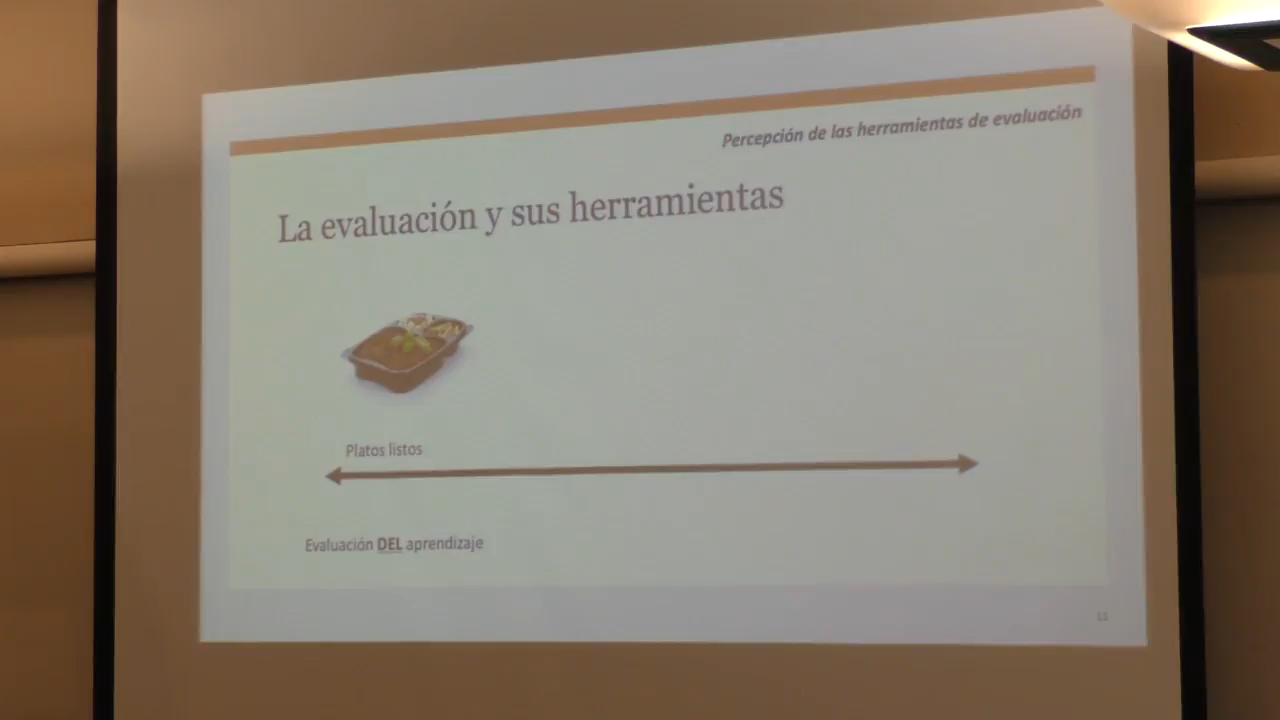 Percepción de las herramientas de evaluación
La evaluación y sus herramientas
Platos listos
Evaluación DEL aprendizaje